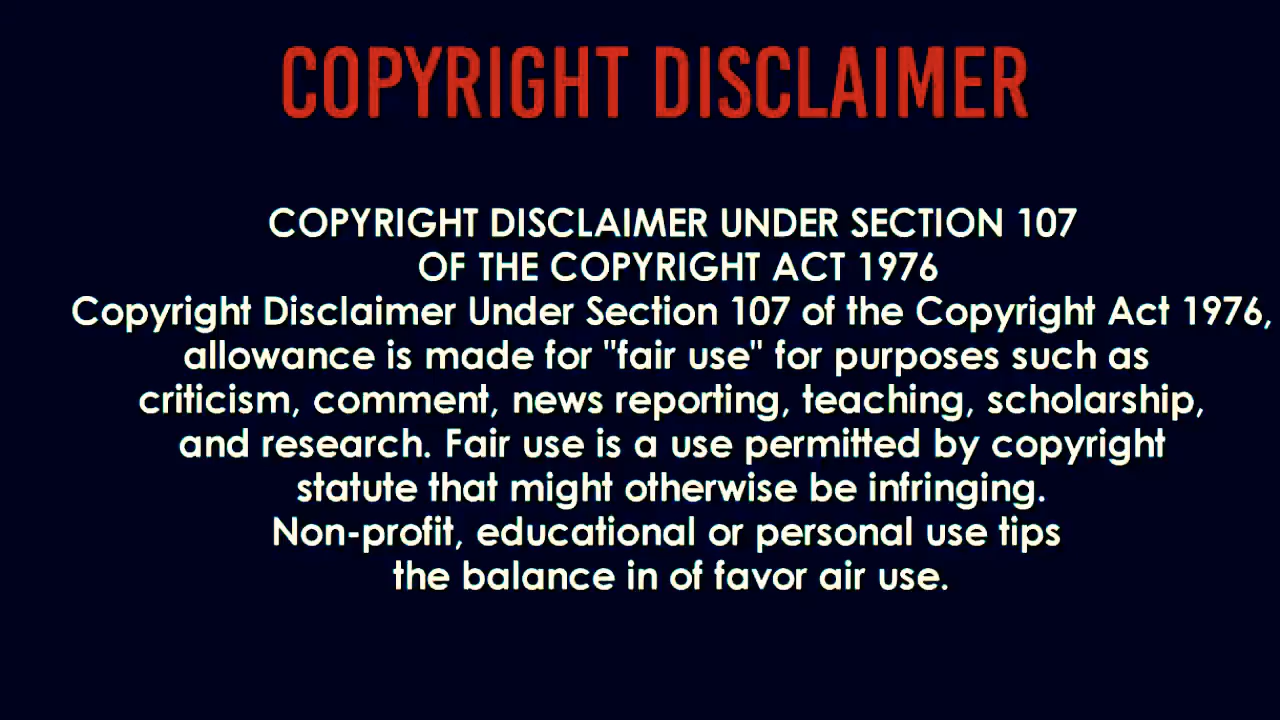 COPYRIGHT DISCLAIMER
COPYRIGHT DISCLAIMER UNDER SECTION 107
OF THE COPYRIGHT ACT 1976
Copyright Disclaimer Under Section 107 of the Copyright Act 1976,
allowance is made for "fair use" for purposes such as
criticism, comment, news reporting, teaching, scholarship,
and research. Fair use is a use permitted by copyright
statute that might otherwise be infringing.
Non-profit, educational or personal use tips
the balance in of favor air use.